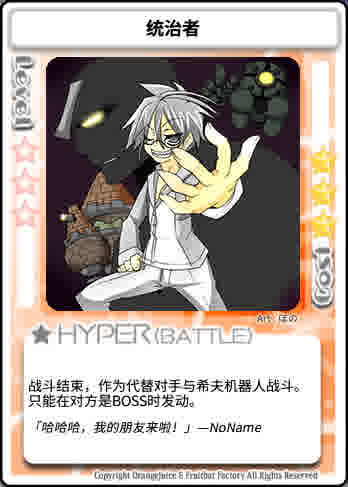 统治者
Level
Cost
Art: ぽの
HYPER (BATTLE)
战斗结束，作为代替对手与希夫机器人战斗。
只能在对方是BOSS时发动。
「哈哈哈，我的朋友来啦！」—NoName
Copyright OrangeJuice & Fruitbat Factory All Rights Reserved